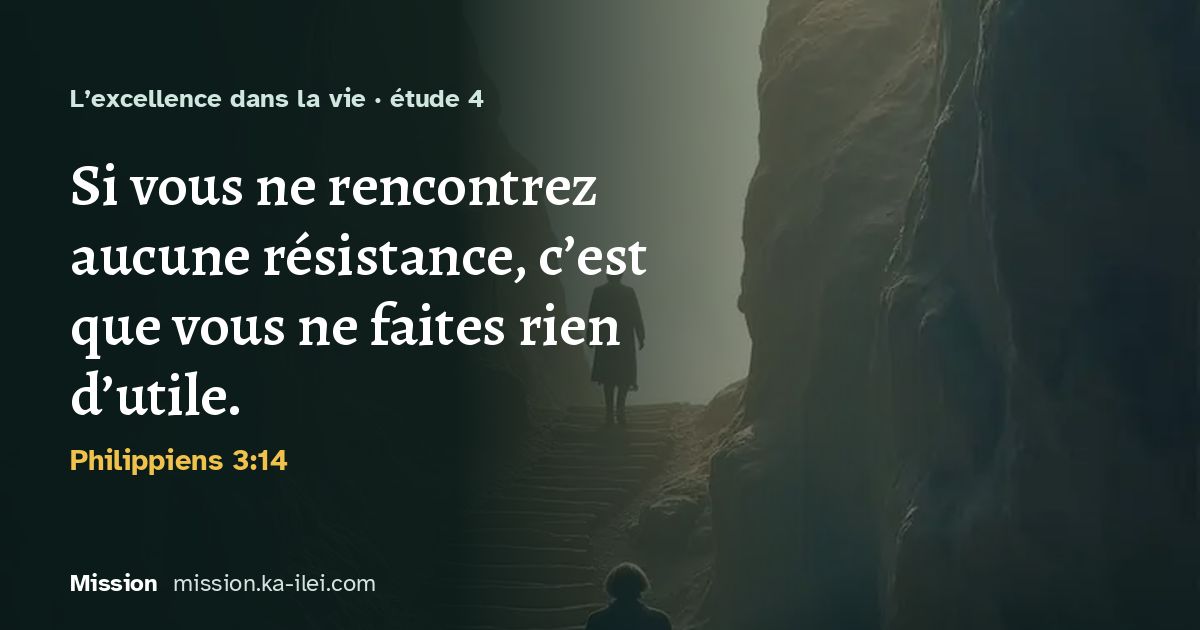 L’excellence dans la vie · étude 4
Si vous ne rencontrez
aucune résistance, c’est
que vous ne faites rien
d’utile.
Philippiens 3:14
Mission mission.ka-ilei.com